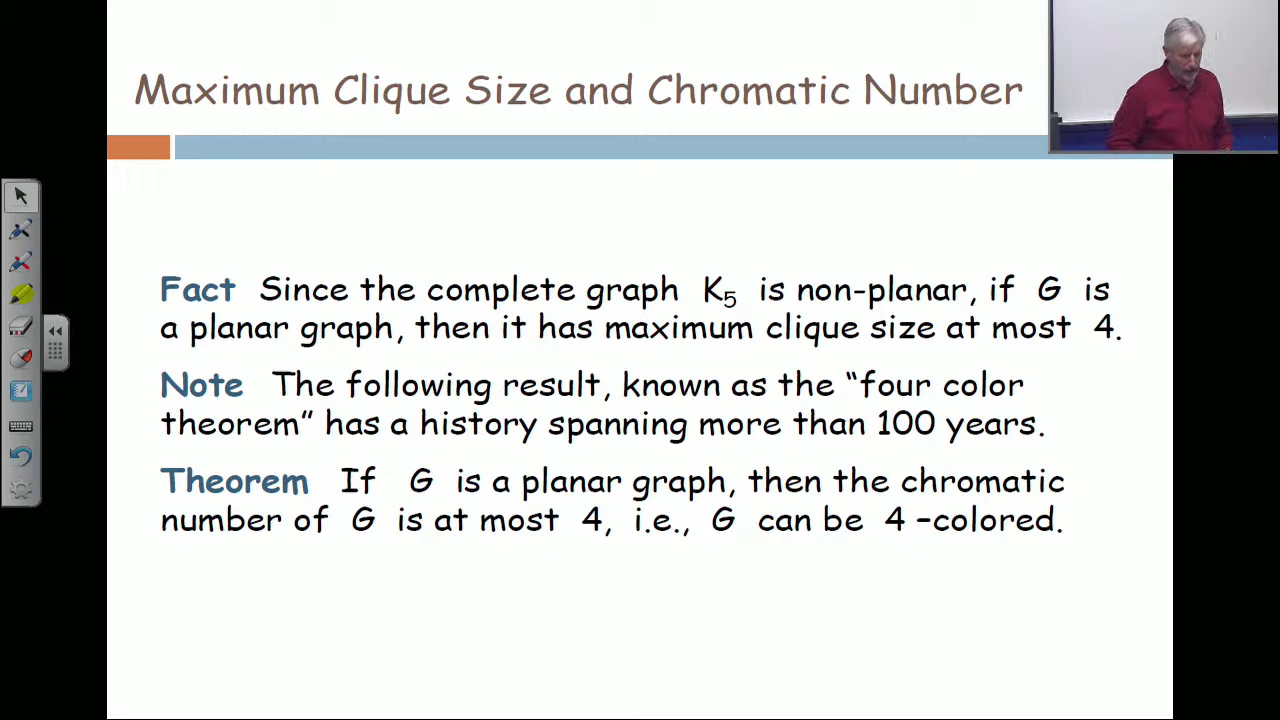 Maximum Clique Size and Chromatic Number
Fact Since the complete graph K₅ is non-planar, if G is
a planar graph, then it has maximum clique size at most 4.
Note The following result, known as the “four color
theorem” has a history spanning more than 100 years.
Theorem If G is a planar graph, then the chromatic
number of G is at most 4, i.e., G can be 4 –colored.